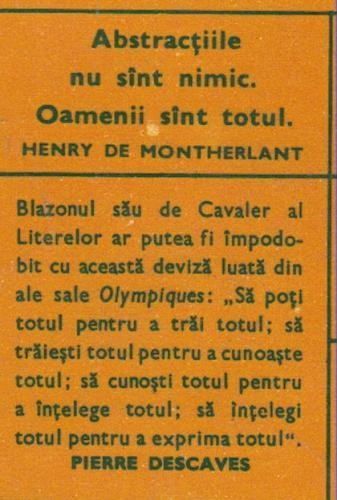 Abstracțiile
nu sînt nimic.
Oamenii sînt totul.
HENRY DE MONTHERLANT
Blazonul său de Cavaler al
Literelor ar putea fi împodo-
bit cu această deviză luată din
ale sale Olympiques: „Să poți
totul pentru a trăi totul; să
trăiești totul pentru a cunoaște
totul; să cunoști totul pentru
a înțelege totul; să înțelegi
totul pentru a exprima totul“.
PIERRE DESCAVES